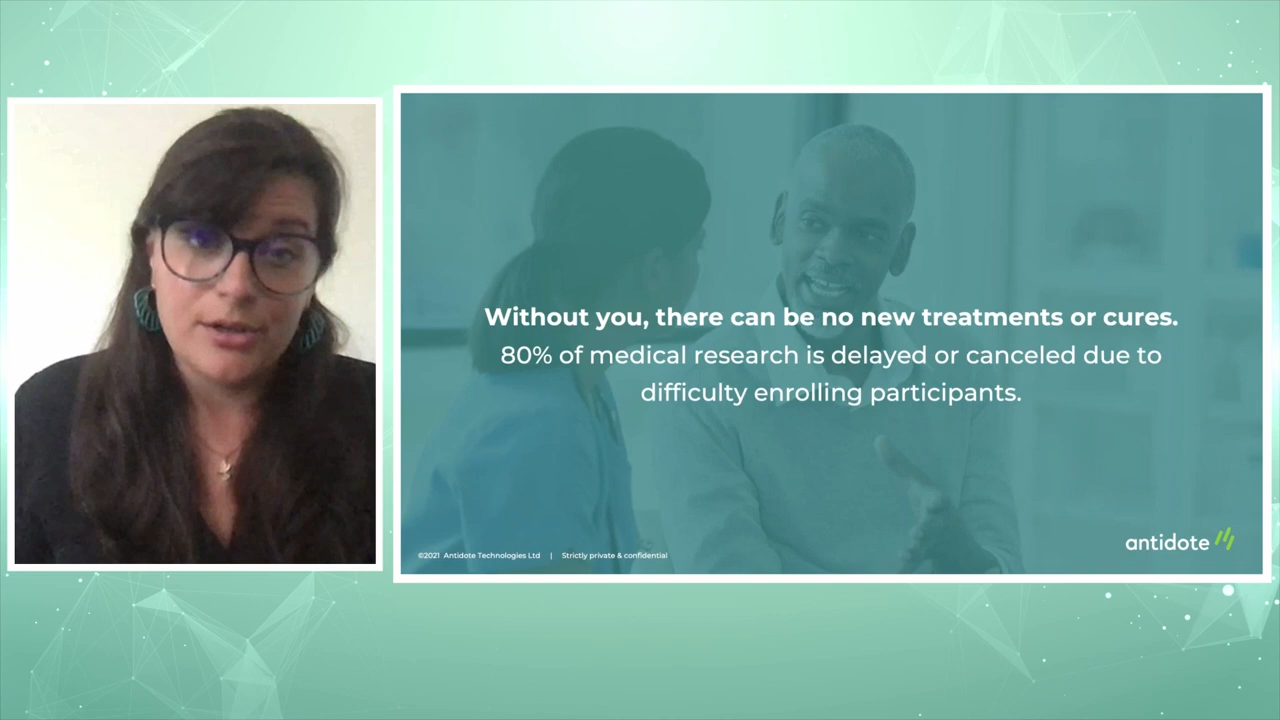 Without you, there can be no new treatments or cures.
80% of medical research is delayed or canceled due to
difficulty enrolling participants.
©2021 Antidote Technologies Ltd | Strictly private & confidential
antidote